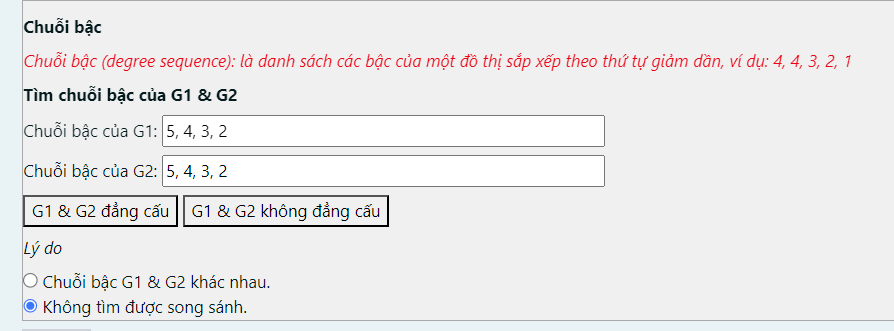 Chuỗi bậc
Chuỗi bậc (degree sequence): là danh sách các bậc của một đồ thị sắp xếp theo thứ tự giảm dần, ví dụ: 4, 4, 3, 2, 1
Tìm chuỗi bậc của G1 & G2
Chuỗi bậc của G1: 5, 4, 3, 2
Chuỗi bậc của G2: 5, 4, 3, 2
G1 & G2 đẳng cấu G1 & G2 không đẳng cấu
Lý do
Chuỗi bậc G1 & G2 khác nhau.
Không tìm được song sánh.